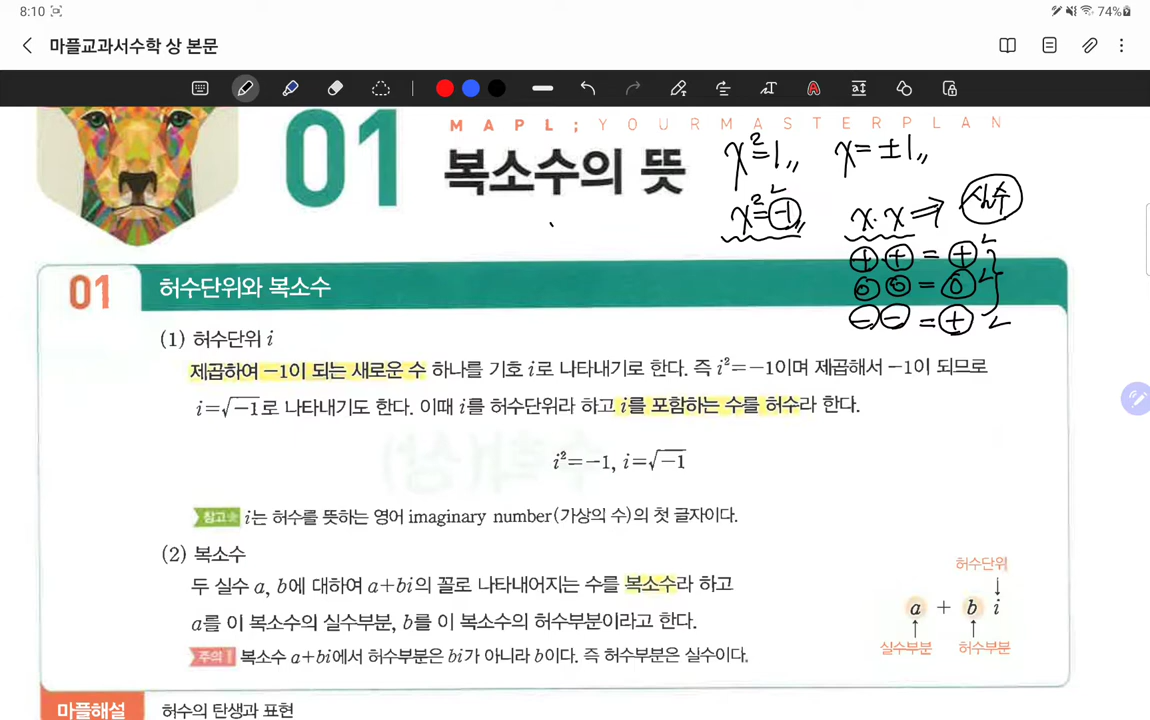 8:10 74%
마플교과서수학 상 본문
01
MAPL; YOURMASTERPLAN
복소수의 뜻
x²=1,, x=±1,,
x²=-1,, x·x ⇒ 실수
+ + = +
0 0 = 0
- - = +
01 허수단위와 복소수
(1) 허수단위 i
제곱하여 -1이 되는 새로운 수 하나를 기호 i로 나타내기로 한다. 즉 i²=-1이며 제곱해서 -1이 되므로
i=√-1로 나타내기도 한다. 이때 i를 허수단위라 하고 i를 포함하는 수를 허수라 한다.
i²=-1, i=√-1
참고 i는 허수를 뜻하는 영어 imaginary number(가상의 수)의 첫 글자이다.
(2) 복소수
두 실수 a, b에 대하여 a+bi의 꼴로 나타내어지는 수를 복소수라 하고
a를 이 복소수의 실수부분, b를 이 복소수의 허수부분이라고 한다.
주의! 복소수 a+bi에서 허수부분은 bi가 아니라 b이다. 즉 허수부분은 실수이다.
허수단위
a + b i
실수부분 허수부분
마플해설 허수의 탄생과 표현